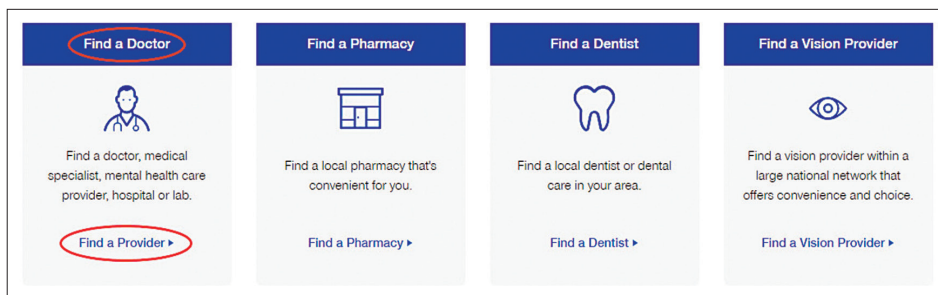 Find a Doctor
Find a doctor, medical
specialist, mental health care
provider, hospital or lab.
Find a Provider
Find a Pharmacy
Find a local pharmacy that's
convenient for you.
Find a Pharmacy
Find a Dentist
Find a local dentist or dental
care in your area.
Find a Dentist
Find a Vision Provider
Find a vision provider within a
large national network that
offers convenience and choice.
Find a Vision Provider